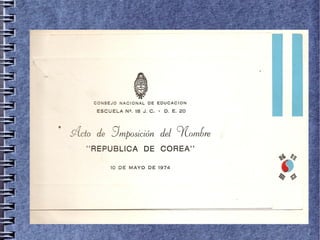 CONSEJO NACIONAL DE EDUCACION
ESCUELA Nº. 18 J. C. - D. E. 20
Acto de Imposición del Nombre
"REPUBLICA DE COREA"
10 DE MAYO DE 1974